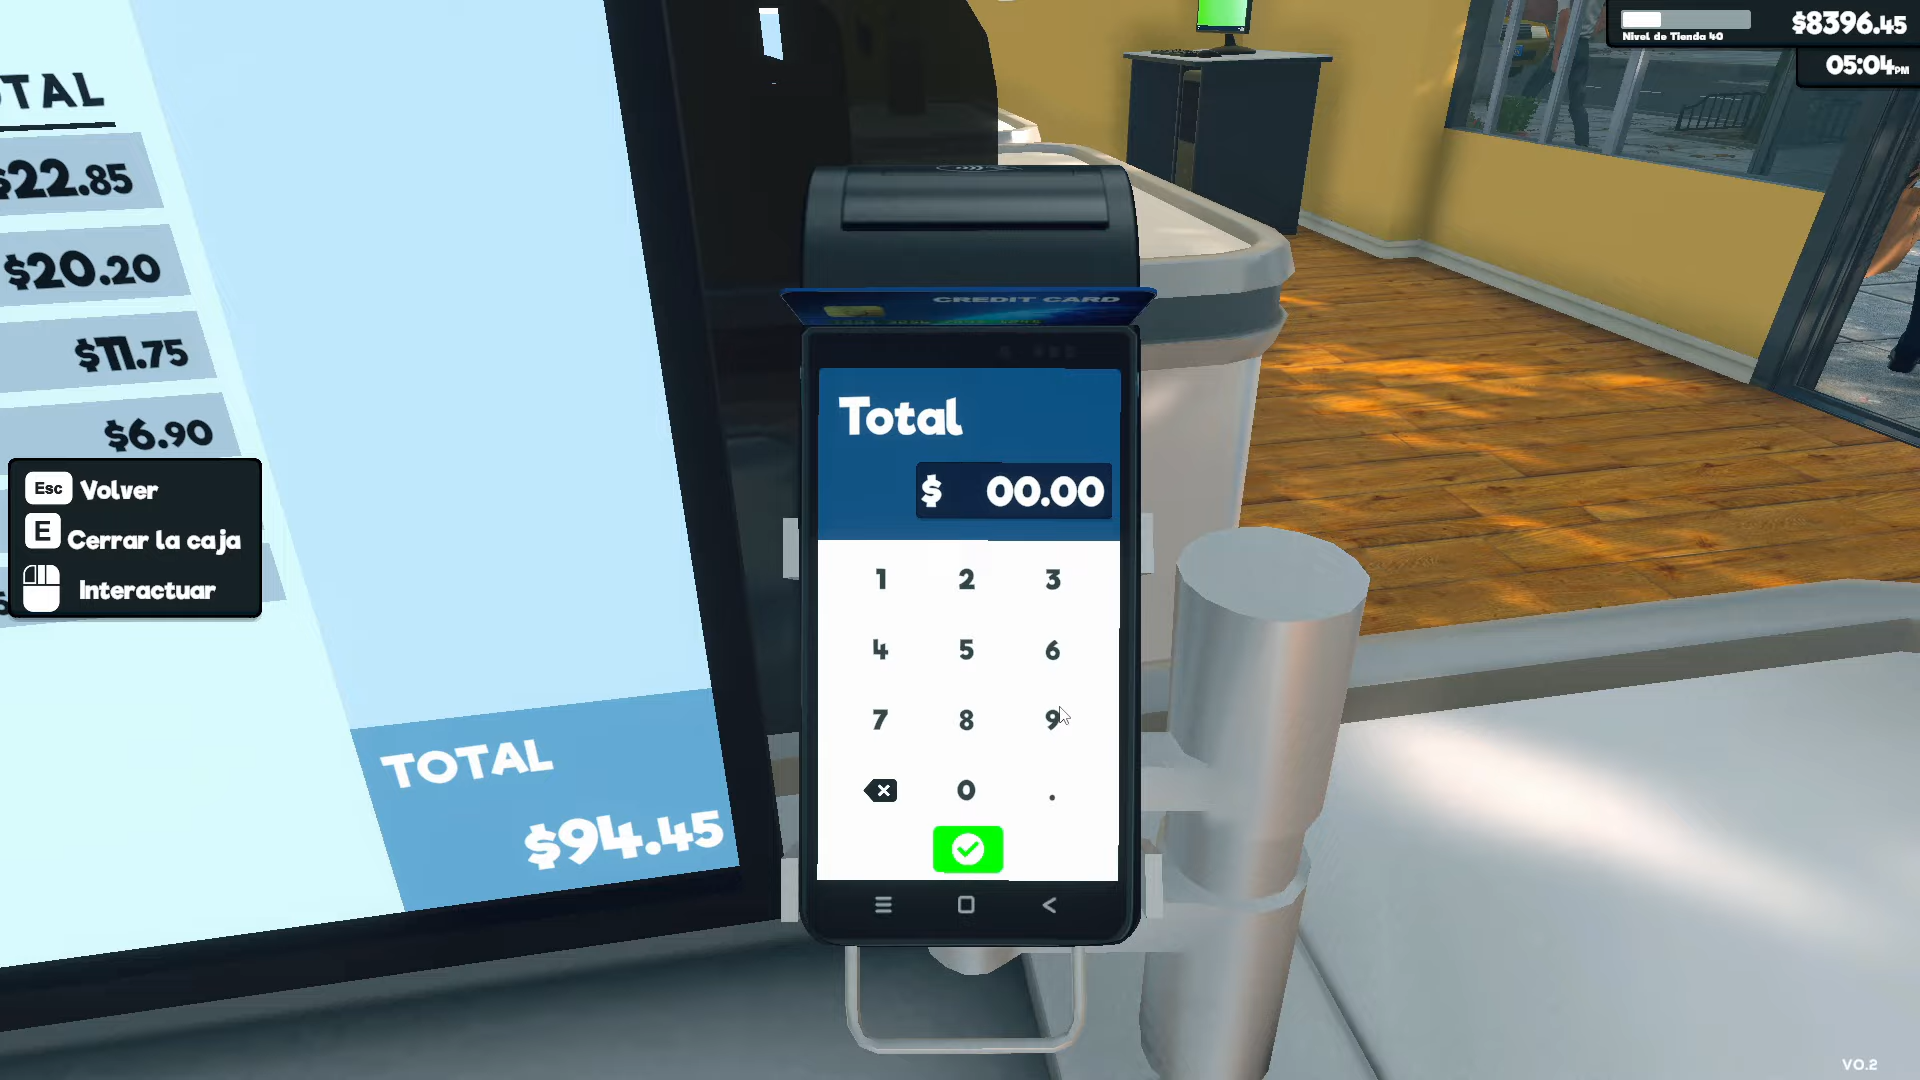 $8396.45
Nivel de Tienda 40
05:04PM
TOTAL
$22.85
$20.20
$11.75
$6.90
CREDIT CARD
Total
$ 00.00
Esc Volver
E Cerrar la caja
Interactuar
1 2 3
4 5 6
7 8 9
0 .
TOTAL
$94.45
V0.2